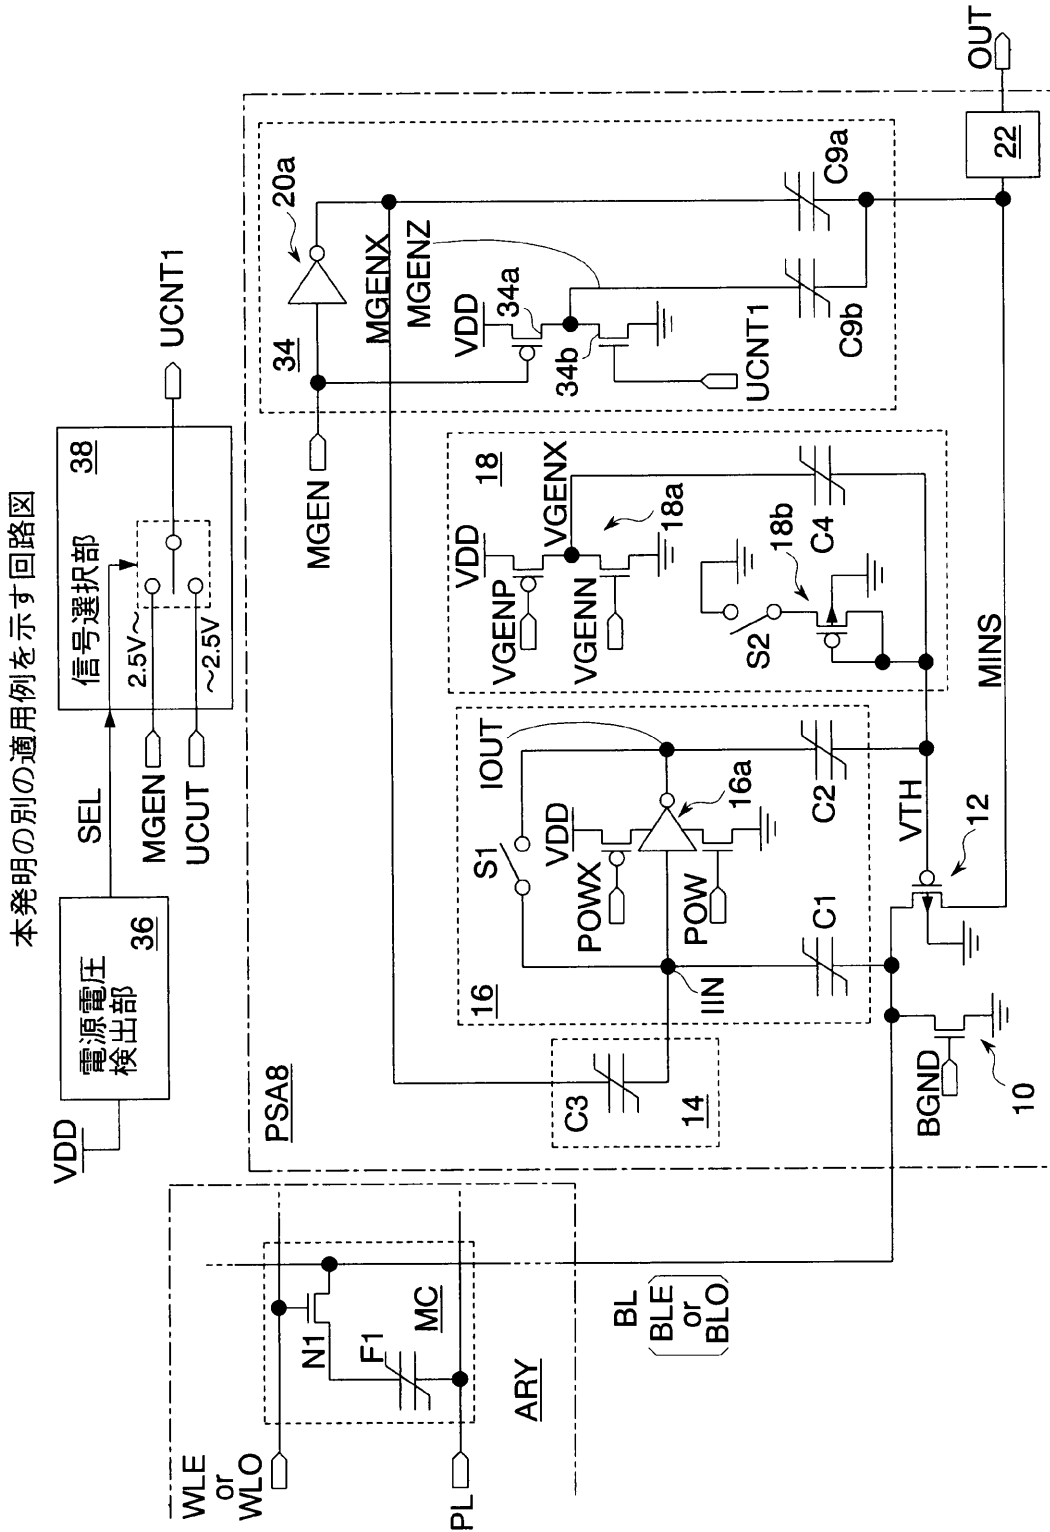 本発明の別の適用例を示す回路図
VDD
電源電圧
検出部
36
SEL
信号選択部
38
MGEN
2.5V～
UCUT
～2.5V
UCNT1
WLE
or
WLO
PL
N1
F1
MC
ARY
BL
BLE
or
BLO
PSA8
C3
14
16
S1
IOUT
VDD
POWX
POW
16a
IIN
C1
C2
BGND
10
12
VTH
MINS
18
VDD
VGENP
VGENX
VGENN
18a
S2
18b
C4
MGEN
34
20a
MGENX
MGENZ
VDD
34a
34b
UCNT1
C9b
C9a
22
OUT